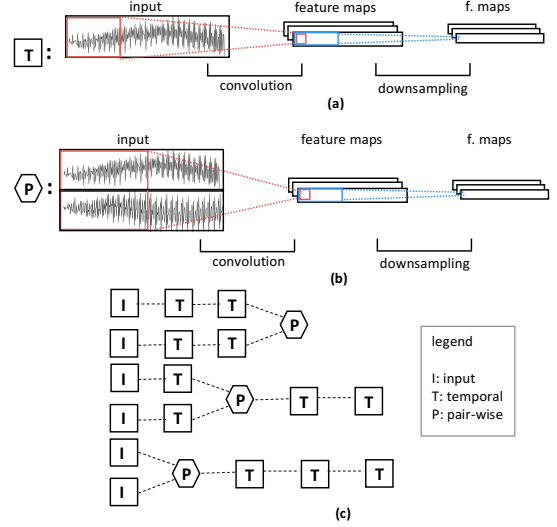 input feature maps f. maps
T :
convolution downsampling
(a)
input feature maps f. maps
P :
convolution downsampling
(b)
I T T
P
I T T
I T
P T T
I T
I
P T T T
I
(c)
legend
I: input
T: temporal
P: pair-wise